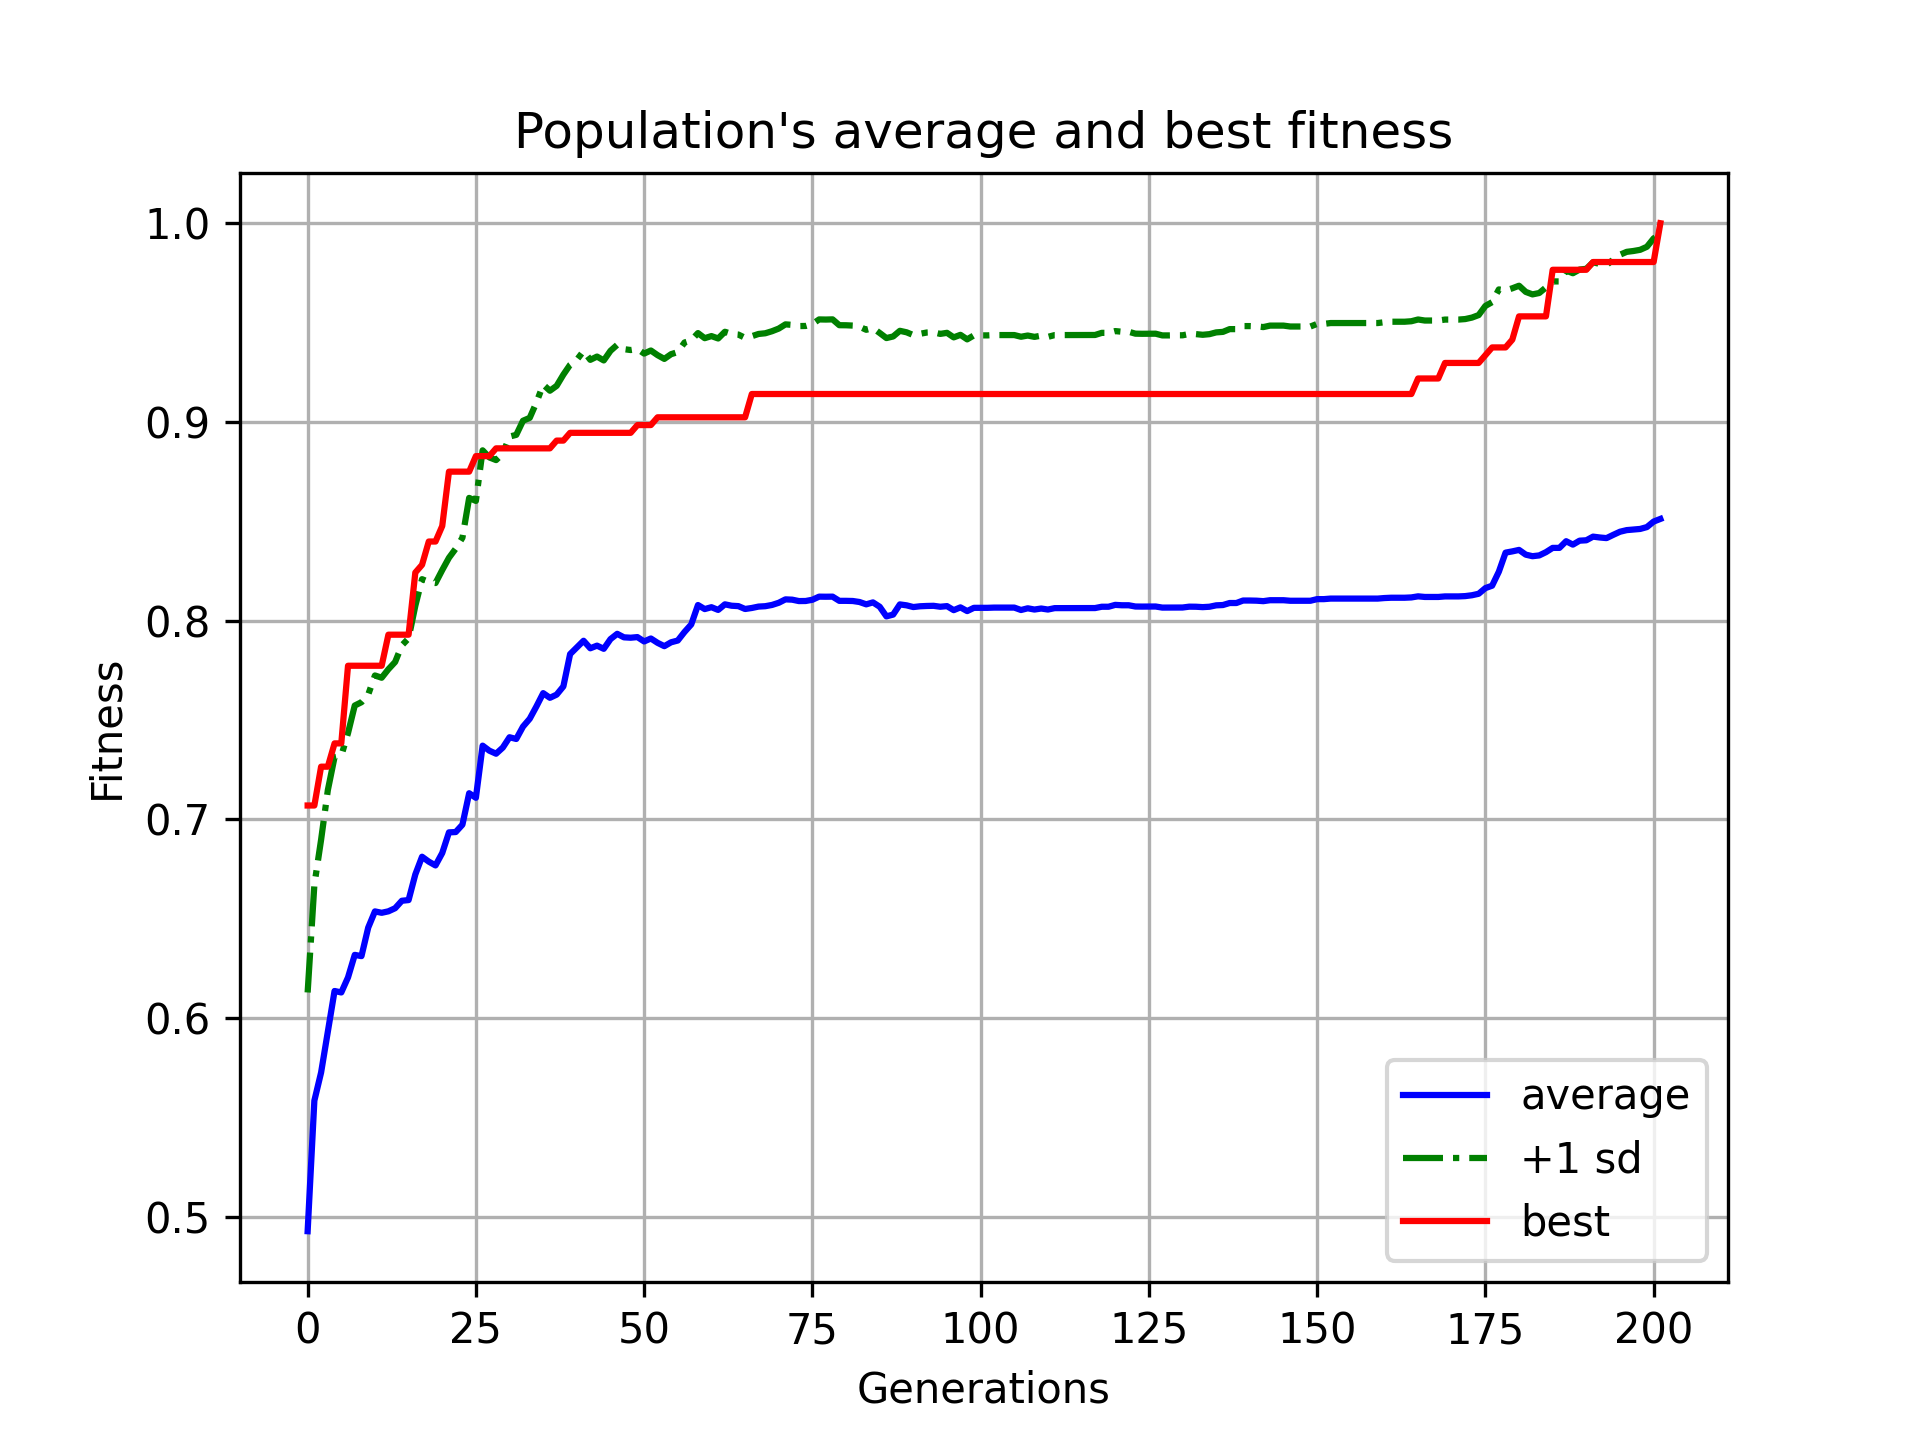 Population's average and best fitness
1.0
0.9
0.8
0.7
0.6
0.5
Fitness
average
+1 sd
best
0 25 50 75 100 125 150 175 200
Generations